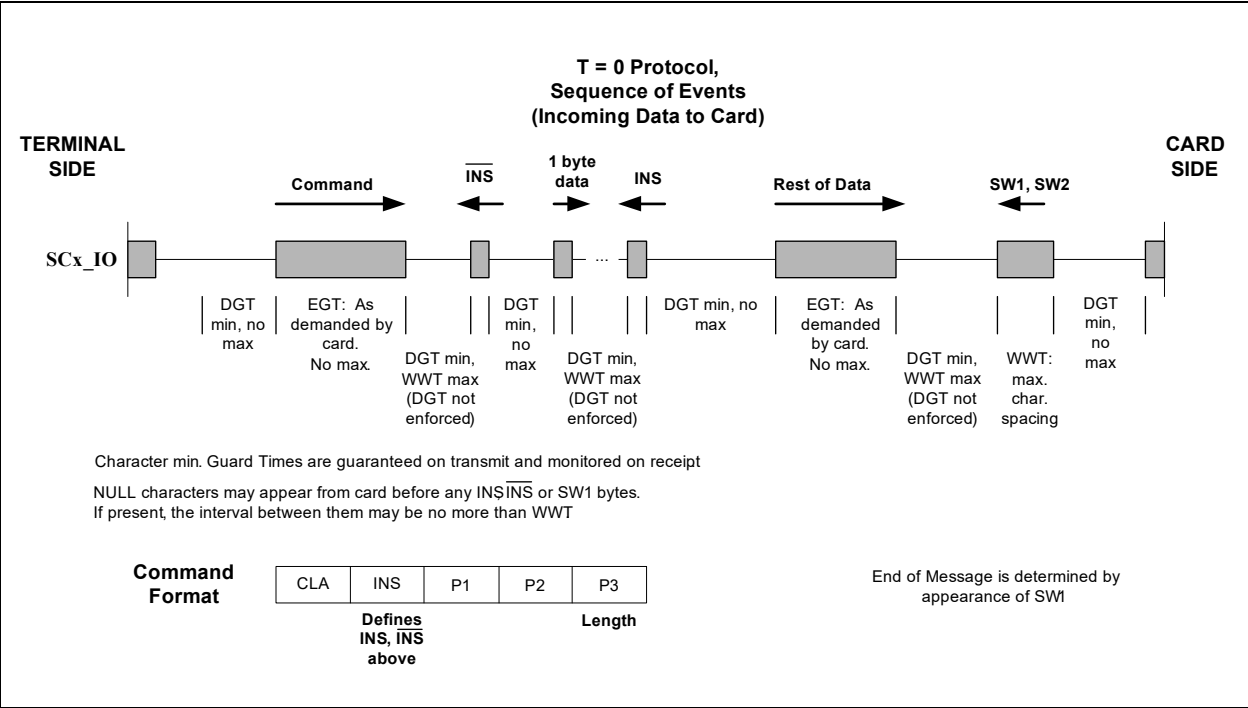 T = 0 Protocol,
Sequence of Events
(Incoming Data to Card)
TERMINAL
SIDE
CARD
SIDE
Command
I̅N̅S̅
1 byte
data
INS
Rest of Data
SW1, SW2
SCx_IO
...
DGT
min, no
max
EGT: As
demanded by
card.
No max.
DGT min,
WWT max
(DGT not
enforced)
DGT
min,
no
max
DGT min,
WWT max
(DGT not
enforced)
DGT min, no
max
EGT: As
demanded
by card.
No max.
DGT min,
WWT max
(DGT not
enforced)
WWT:
max.
char.
spacing
DGT
min,
no
max
Character min. Guard Times are guaranteed on transmit and monitored on receipt
NULL characters may appear from card before any INS, I̅N̅S̅ or SW1 bytes.
If present, the interval between them may be no more than WWT
Command
Format
CLA
INS
P1
P2
P3
Defines
INS, I̅N̅S̅
above
Length
End of Message is determined by
appearance of SW1